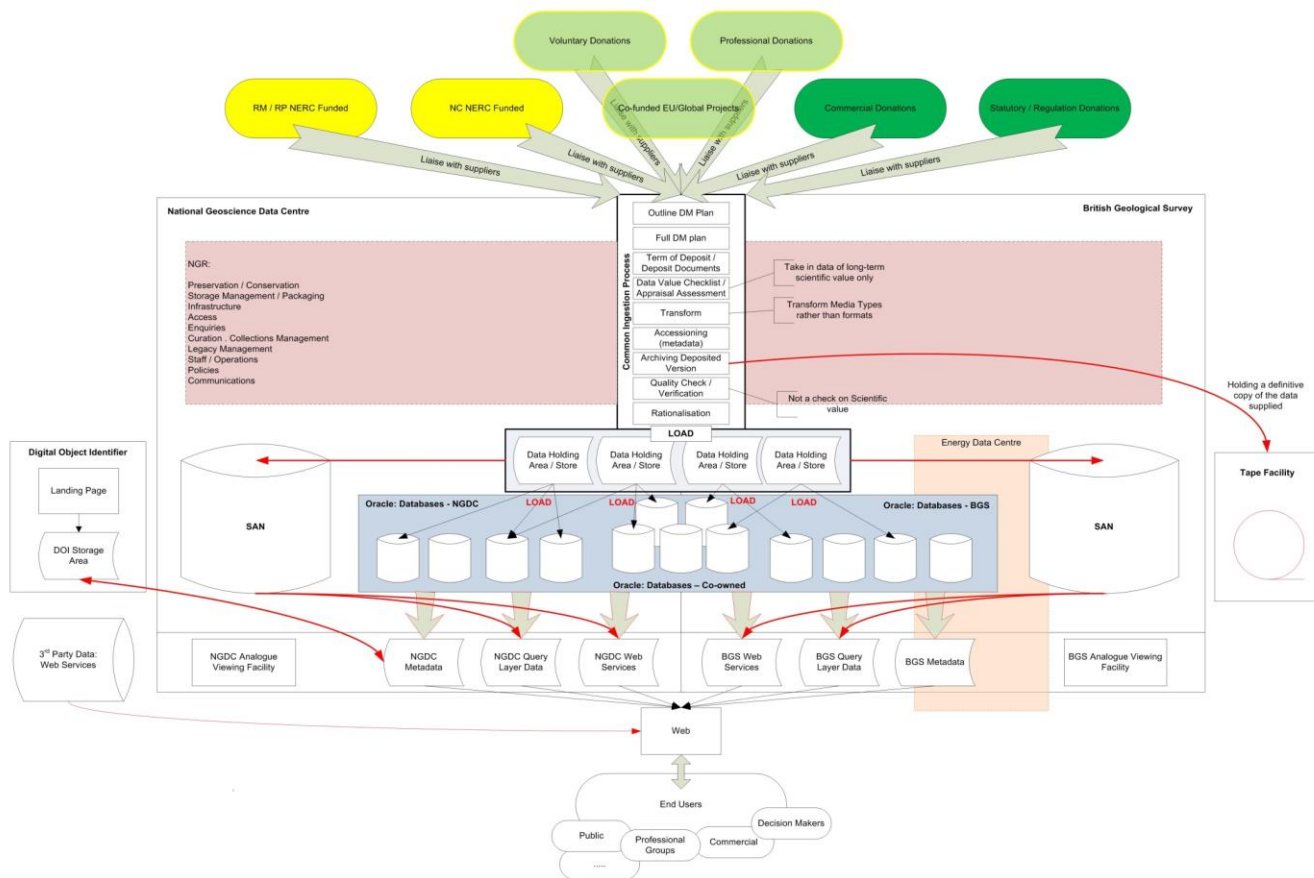 Voluntary Donations
Professional Donations
RM / RP NERC Funded
NC NERC Funded
Co-funded EU/Global Projects
Commercial Donations
Statutory / Regulation Donations
Liaise with suppliers
Liaise with suppliers
Liaise with suppliers
Liaise with suppliers
Liaise with suppliers
Liaise with suppliers
National Geoscience Data Centre
British Geological Survey
Common Ingestion Process
Outline DM Plan
Full DM plan
Term of Deposit /
Deposit Documents
Data Value Checklist /
Appraisal Assessment
Transform
Accessioning
(metadata)
Archiving Deposited
Version
Quality Check /
Verification
Rationalisation
LOAD
Take in data of long-term
scientific value only
Transform Media Types
rather than formats
Not a check on Scientific
value
NGR:
Preservation / Conservation
Storage Management / Packaging
Infrastructure
Access
Enquiries
Curation . Collections Management
Legacy Management
Staff / Operations
Policies
Communications
Holding a definitive
copy of the data
supplied
Tape Facility
Digital Object Identifier
Landing Page
DOI Storage
Area
SAN
Data Holding
Area / Store
Data Holding
Area / Store
Data Holding
Area / Store
Data Holding
Area / Store
Energy Data Centre
SAN
Oracle: Databases - NGDC
LOAD
LOAD
LOAD
LOAD
Oracle: Databases - BGS
Oracle: Databases – Co-owned
3rd Party Data:
Web Services
NGDC Analogue
Viewing Facility
NGDC
Metadata
NGDC Query
Layer Data
NGDC Web
Services
BGS Web
Services
BGS Query
Layer Data
BGS Metadata
BGS Analogue Viewing
Facility
Web
End Users
Public
Professional
Groups
Commercial
Decision Makers
.....